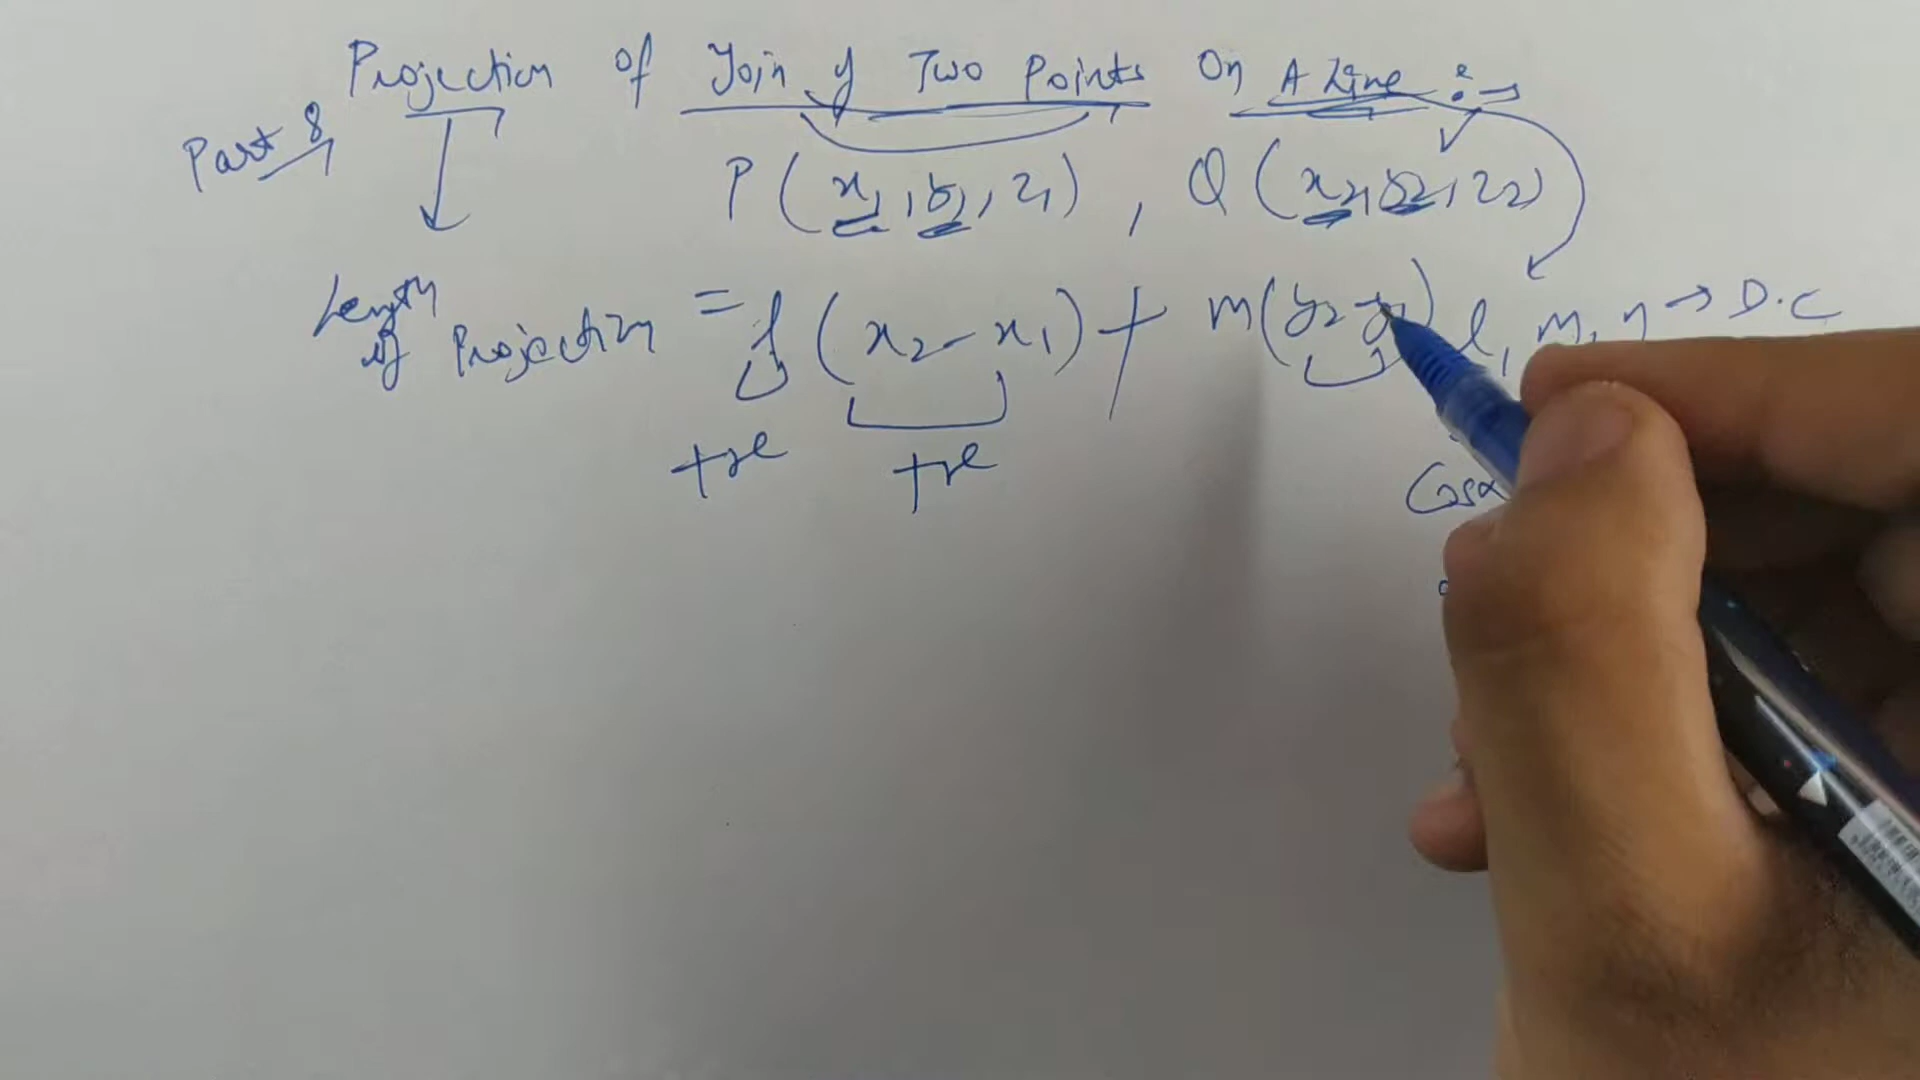 Projection of Join of Two Points On A Line :→
Part 8
P (x₁, y₁, z₁) , Q (x₂, y₂, z₂)
Length of Projection = l (x₂ - x₁) + m(y₂ - y₁) l, m, n → D.C
+ve +ve
Cosα